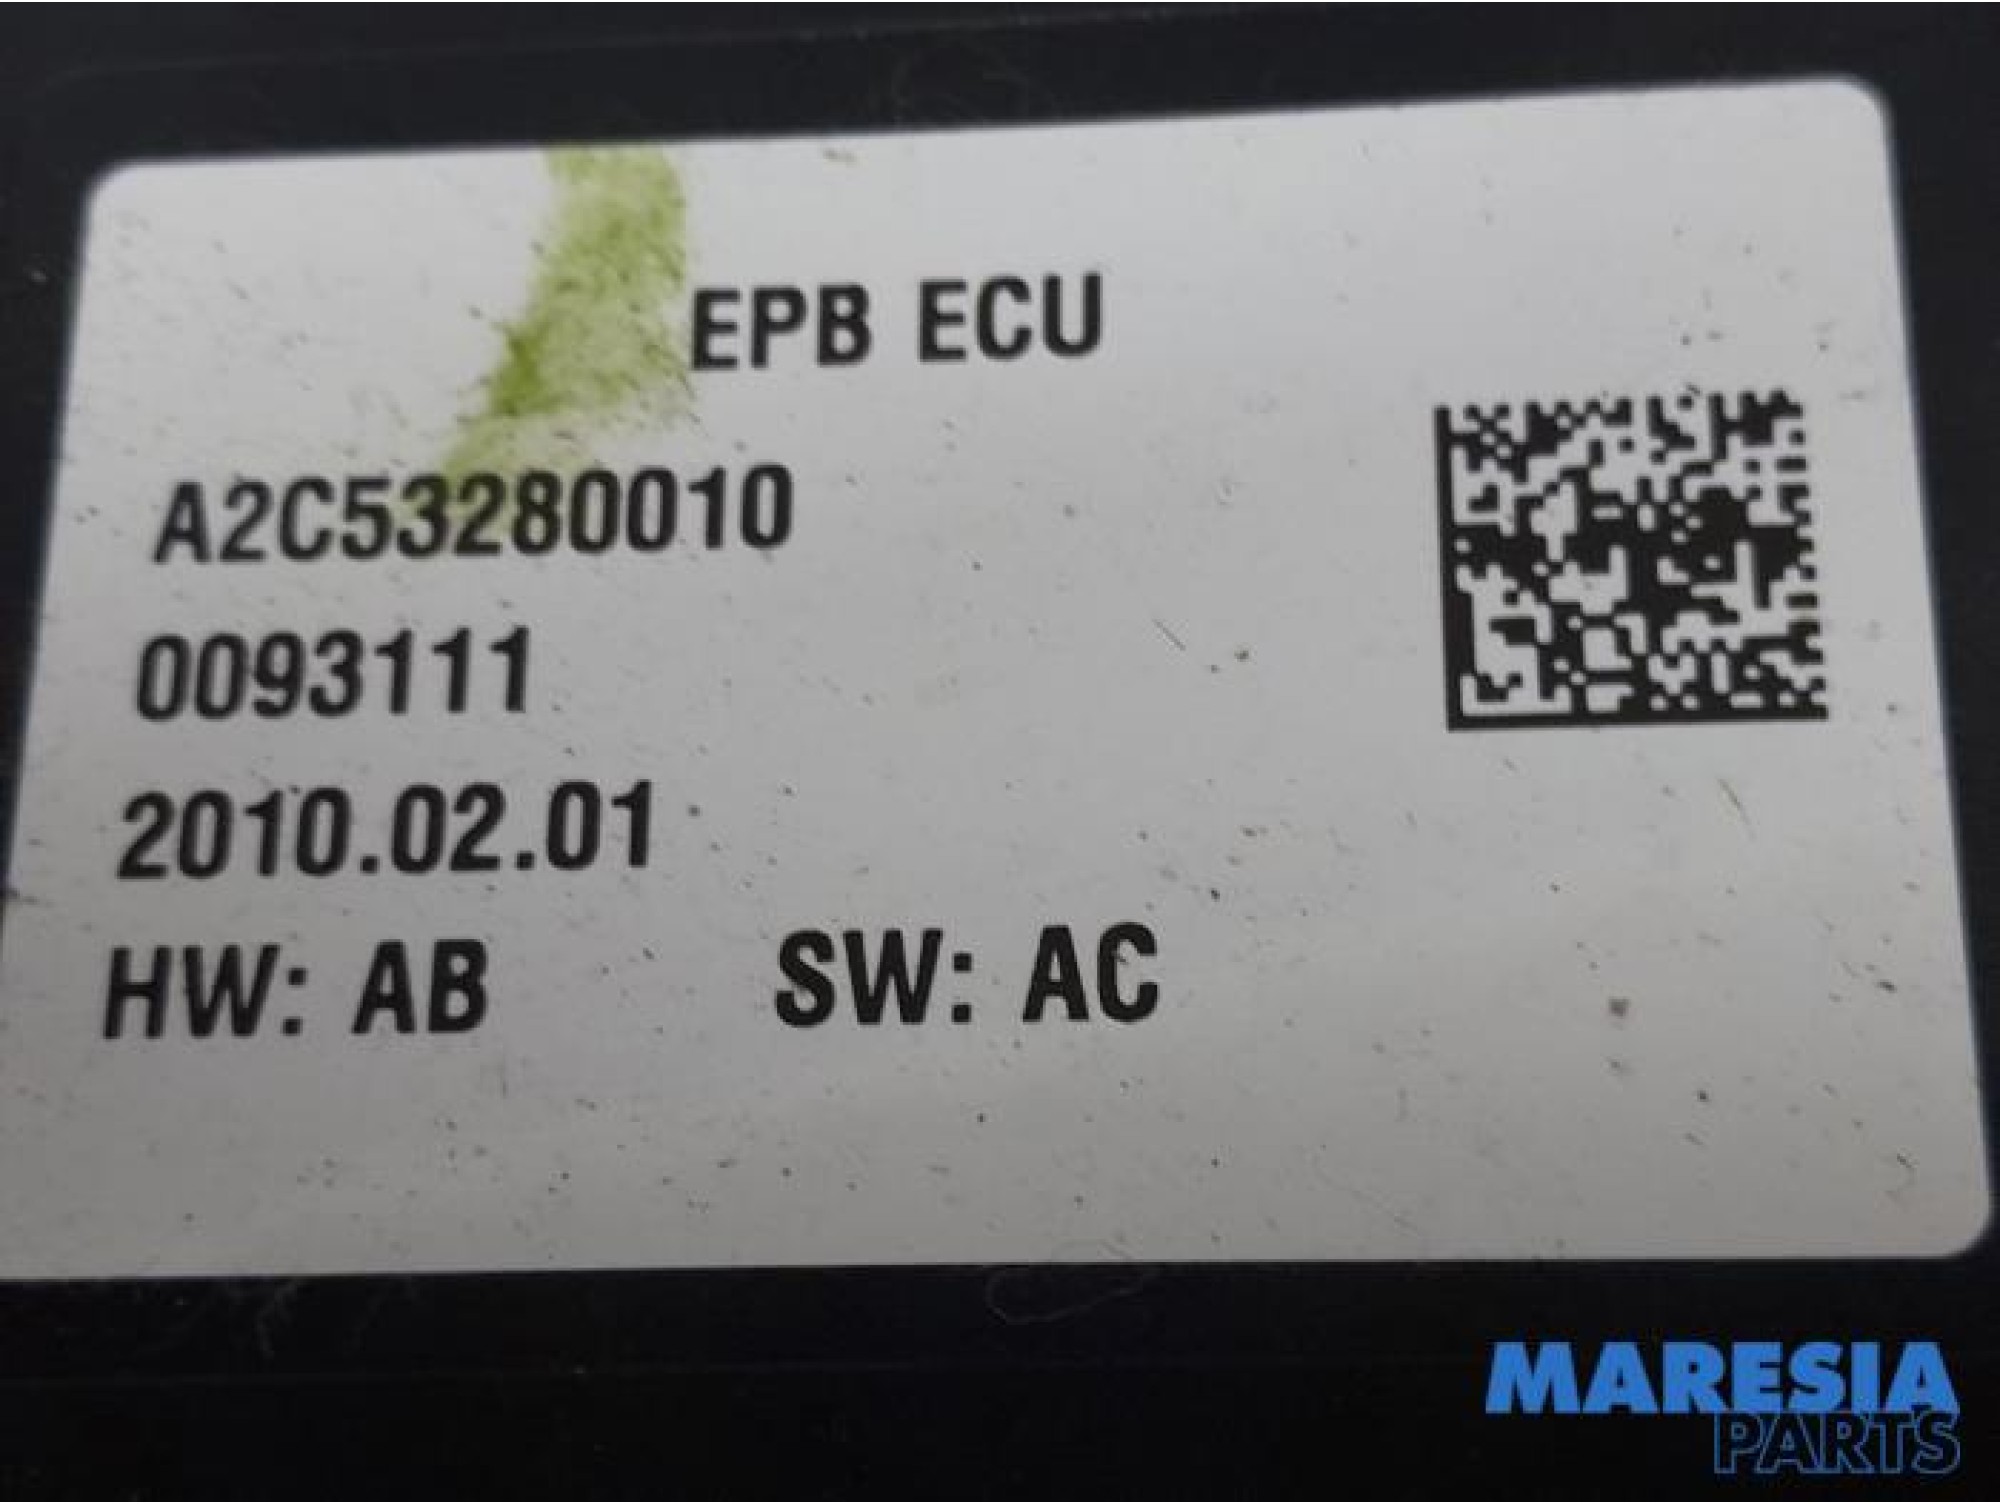 EPB ECU
A2C53280010
0093111
2010.02.01
HW: AB SW: AC
MARESIA
PARTS